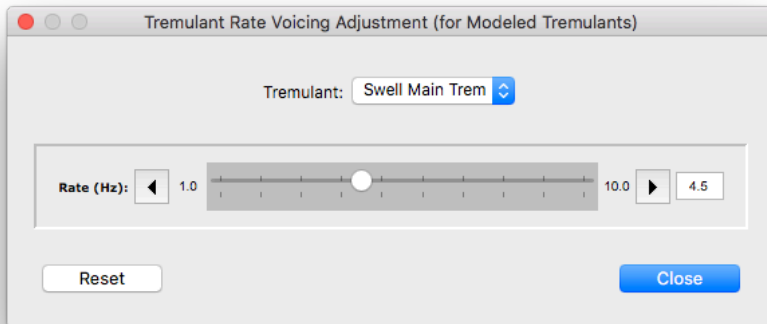 Tremulant Rate Voicing Adjustment (for Modeled Tremulants)
Tremulant: Swell Main Trem
Rate (Hz): 1.0 10.0 4.5
Reset Close